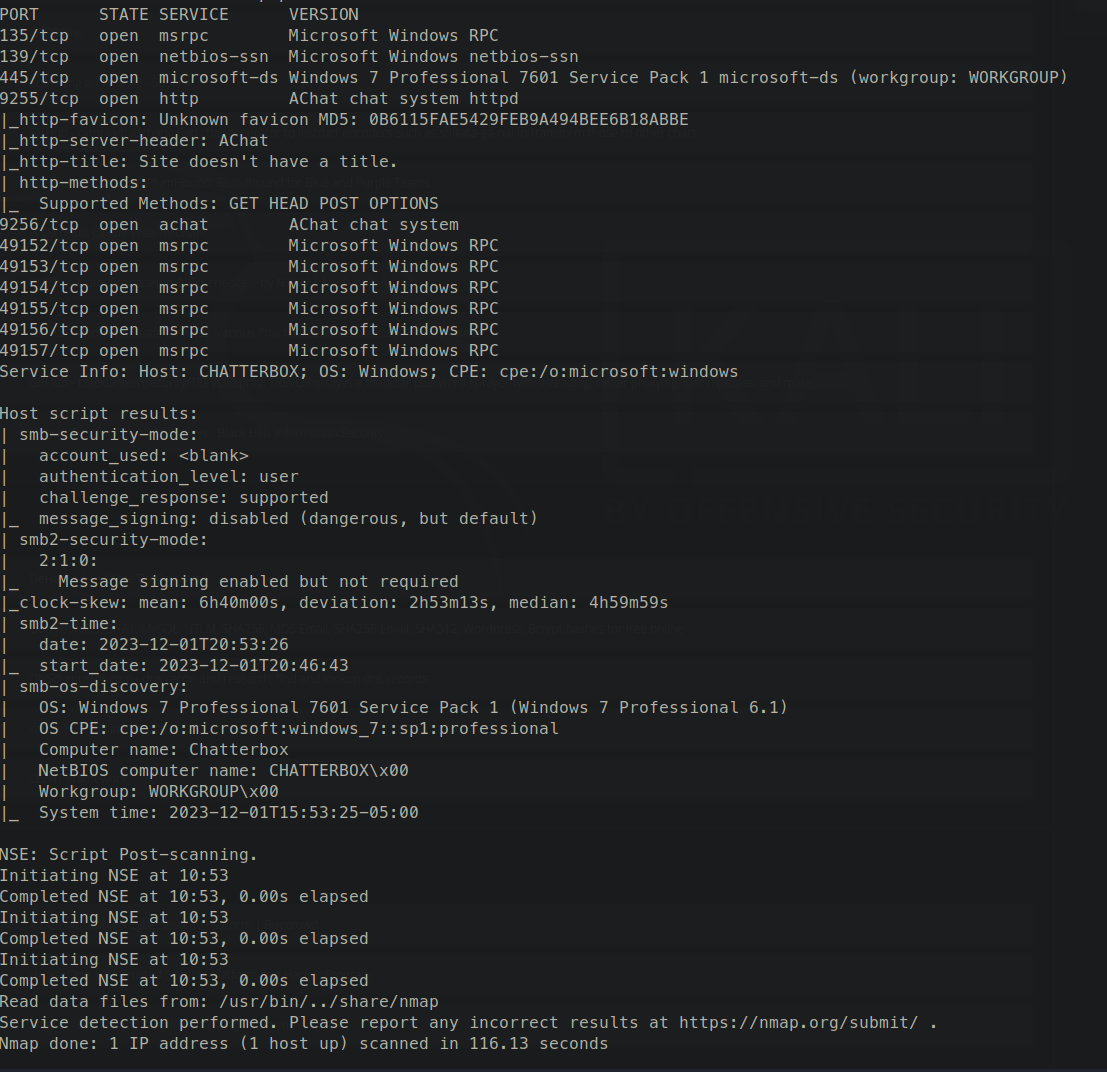 PORT      STATE SERVICE      VERSION
135/tcp   open  msrpc        Microsoft Windows RPC
139/tcp   open  netbios-ssn  Microsoft Windows netbios-ssn
445/tcp   open  microsoft-ds Windows 7 Professional 7601 Service Pack 1 microsoft-ds (workgroup: WORKGROUP)
9255/tcp  open  http         AChat chat system httpd
|_http-favicon: Unknown favicon MD5: 0B6115FAE5429FEB9A494BEE6B18ABBE
|_http-server-header: AChat
|_http-title: Site doesn't have a title.
| http-methods:
|_  Supported Methods: GET HEAD POST OPTIONS
9256/tcp  open  achat        AChat chat system
49152/tcp open  msrpc        Microsoft Windows RPC
49153/tcp open  msrpc        Microsoft Windows RPC
49154/tcp open  msrpc        Microsoft Windows RPC
49155/tcp open  msrpc        Microsoft Windows RPC
49156/tcp open  msrpc        Microsoft Windows RPC
49157/tcp open  msrpc        Microsoft Windows RPC
Service Info: Host: CHATTERBOX; OS: Windows; CPE: cpe:/o:microsoft:windows
Host script results:
| smb-security-mode:
|   account_used: <blank>
|   authentication_level: user
|   challenge_response: supported
|_  message_signing: disabled (dangerous, but default)
| smb2-security-mode:
|   2:1:0:
|_    Message signing enabled but not required
|_clock-skew: mean: 6h40m00s, deviation: 2h53m13s, median: 4h59m59s
| smb2-time:
|   date: 2023-12-01T20:53:26
|_  start_date: 2023-12-01T20:46:43
| smb-os-discovery:
|   OS: Windows 7 Professional 7601 Service Pack 1 (Windows 7 Professional 6.1)
|   OS CPE: cpe:/o:microsoft:windows_7::sp1:professional
|   Computer name: Chatterbox
|   NetBIOS computer name: CHATTERBOX\x00
|   Workgroup: WORKGROUP\x00
|_  System time: 2023-12-01T15:53:25-05:00
NSE: Script Post-scanning.
Initiating NSE at 10:53
Completed NSE at 10:53, 0.00s elapsed
Initiating NSE at 10:53
Completed NSE at 10:53, 0.00s elapsed
Initiating NSE at 10:53
Completed NSE at 10:53, 0.00s elapsed
Read data files from: /usr/bin/../share/nmap
Service detection performed. Please report any incorrect results at https://nmap.org/submit/ .
Nmap done: 1 IP address (1 host up) scanned in 116.13 seconds